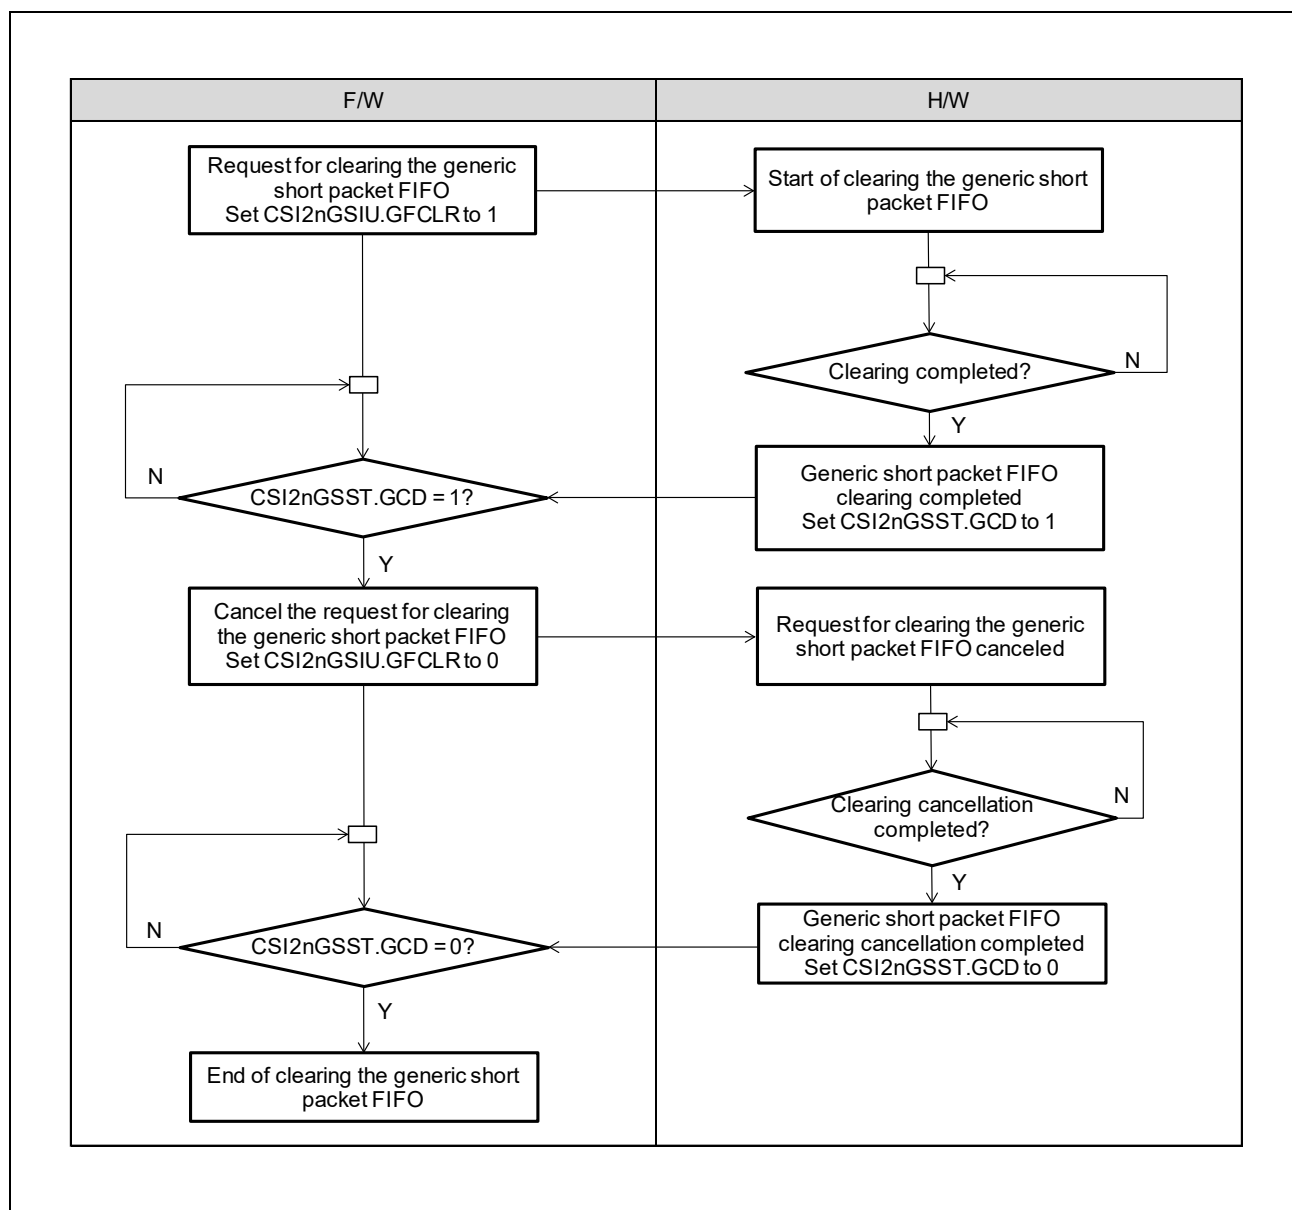 F/W
H/W
Request for clearing the generic
short packet FIFO
Set CSI2nGSIU.GFCLR to 1
Start of clearing the generic short
packet FIFO
Clearing completed?
N
Y
Generic short packet FIFO
clearing completed
Set CSI2nGSST.GCD to 1
CSI2nGSST.GCD = 1?
N
Y
Cancel the request for clearing
the generic short packet FIFO
Set CSI2nGSIU.GFCLR to 0
Request for clearing the generic
short packet FIFO canceled
Clearing cancellation
completed?
N
Y
Generic short packet FIFO
clearing cancellation completed
Set CSI2nGSST.GCD to 0
CSI2nGSST.GCD = 0?
N
Y
End of clearing the generic short
packet FIFO